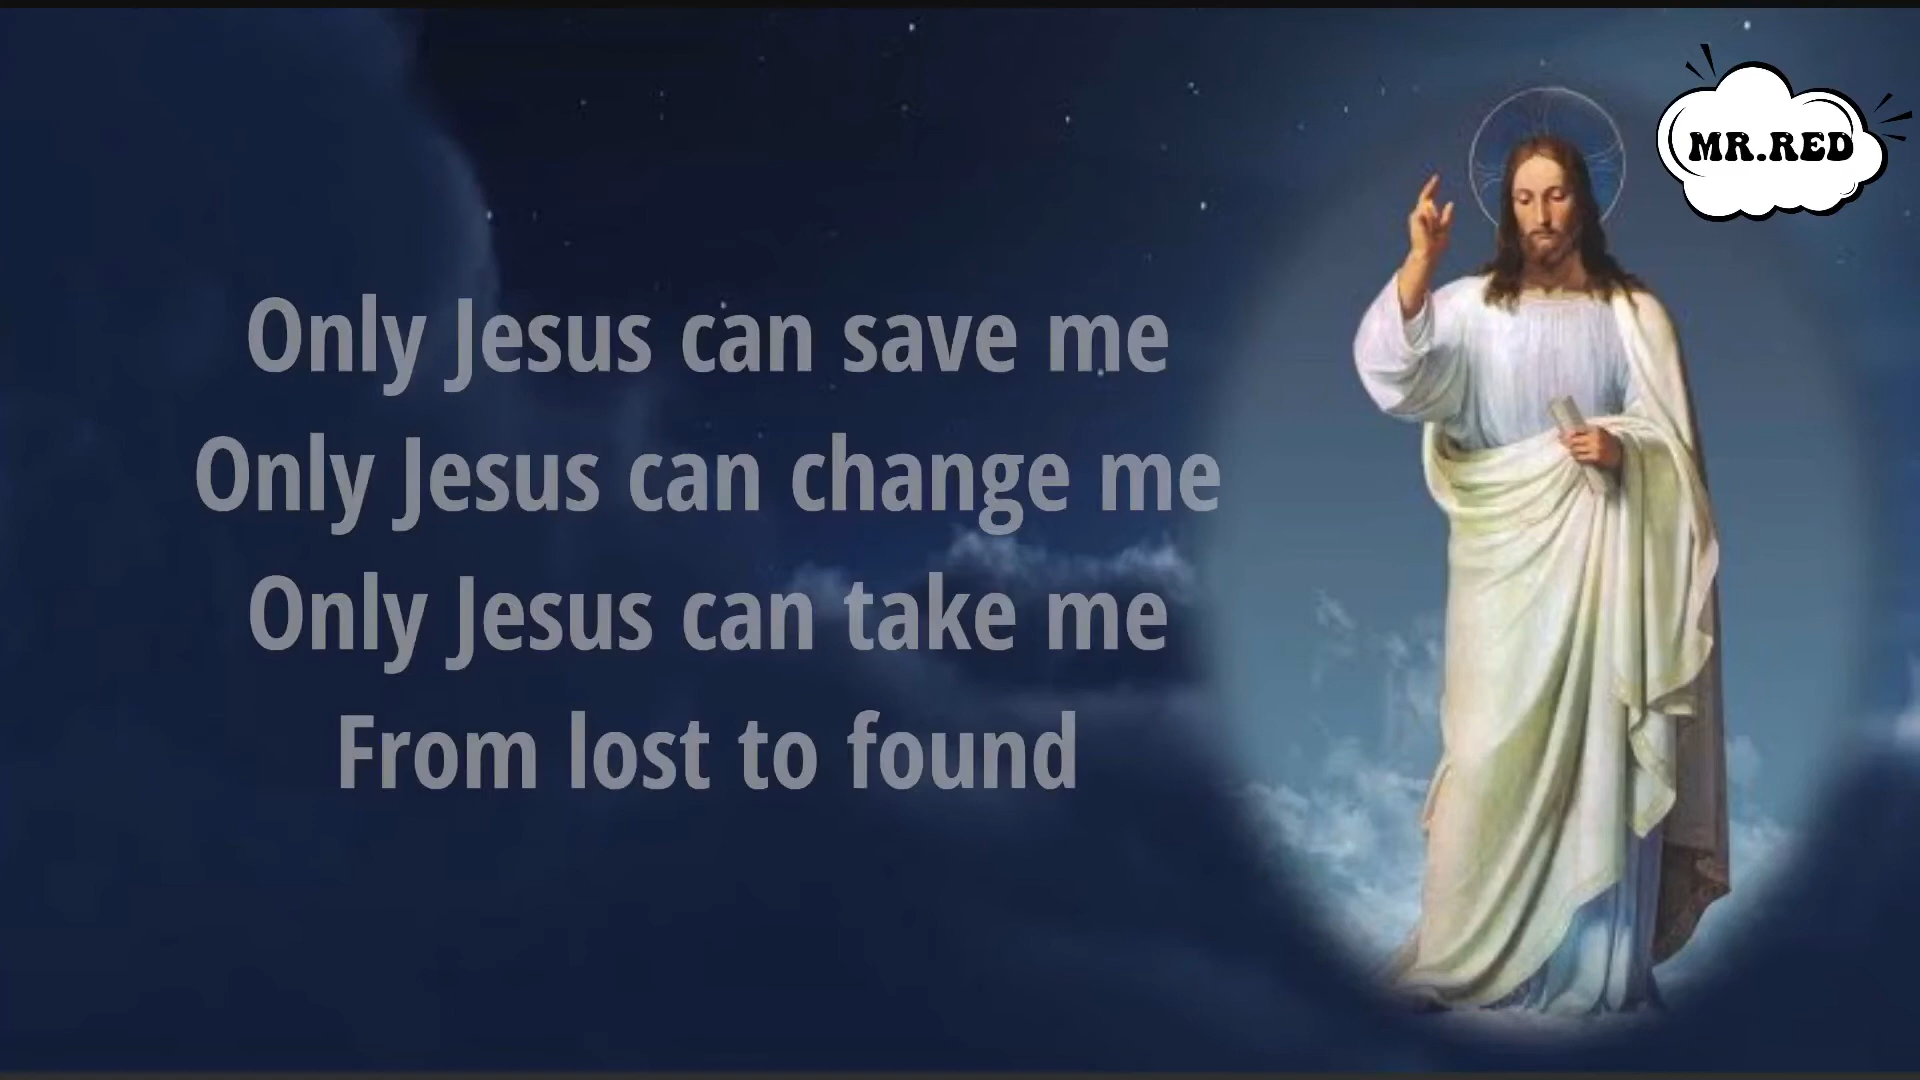 MR.RED
Only Jesus can save me
Only Jesus can change me
Only Jesus can take me
From lost to found